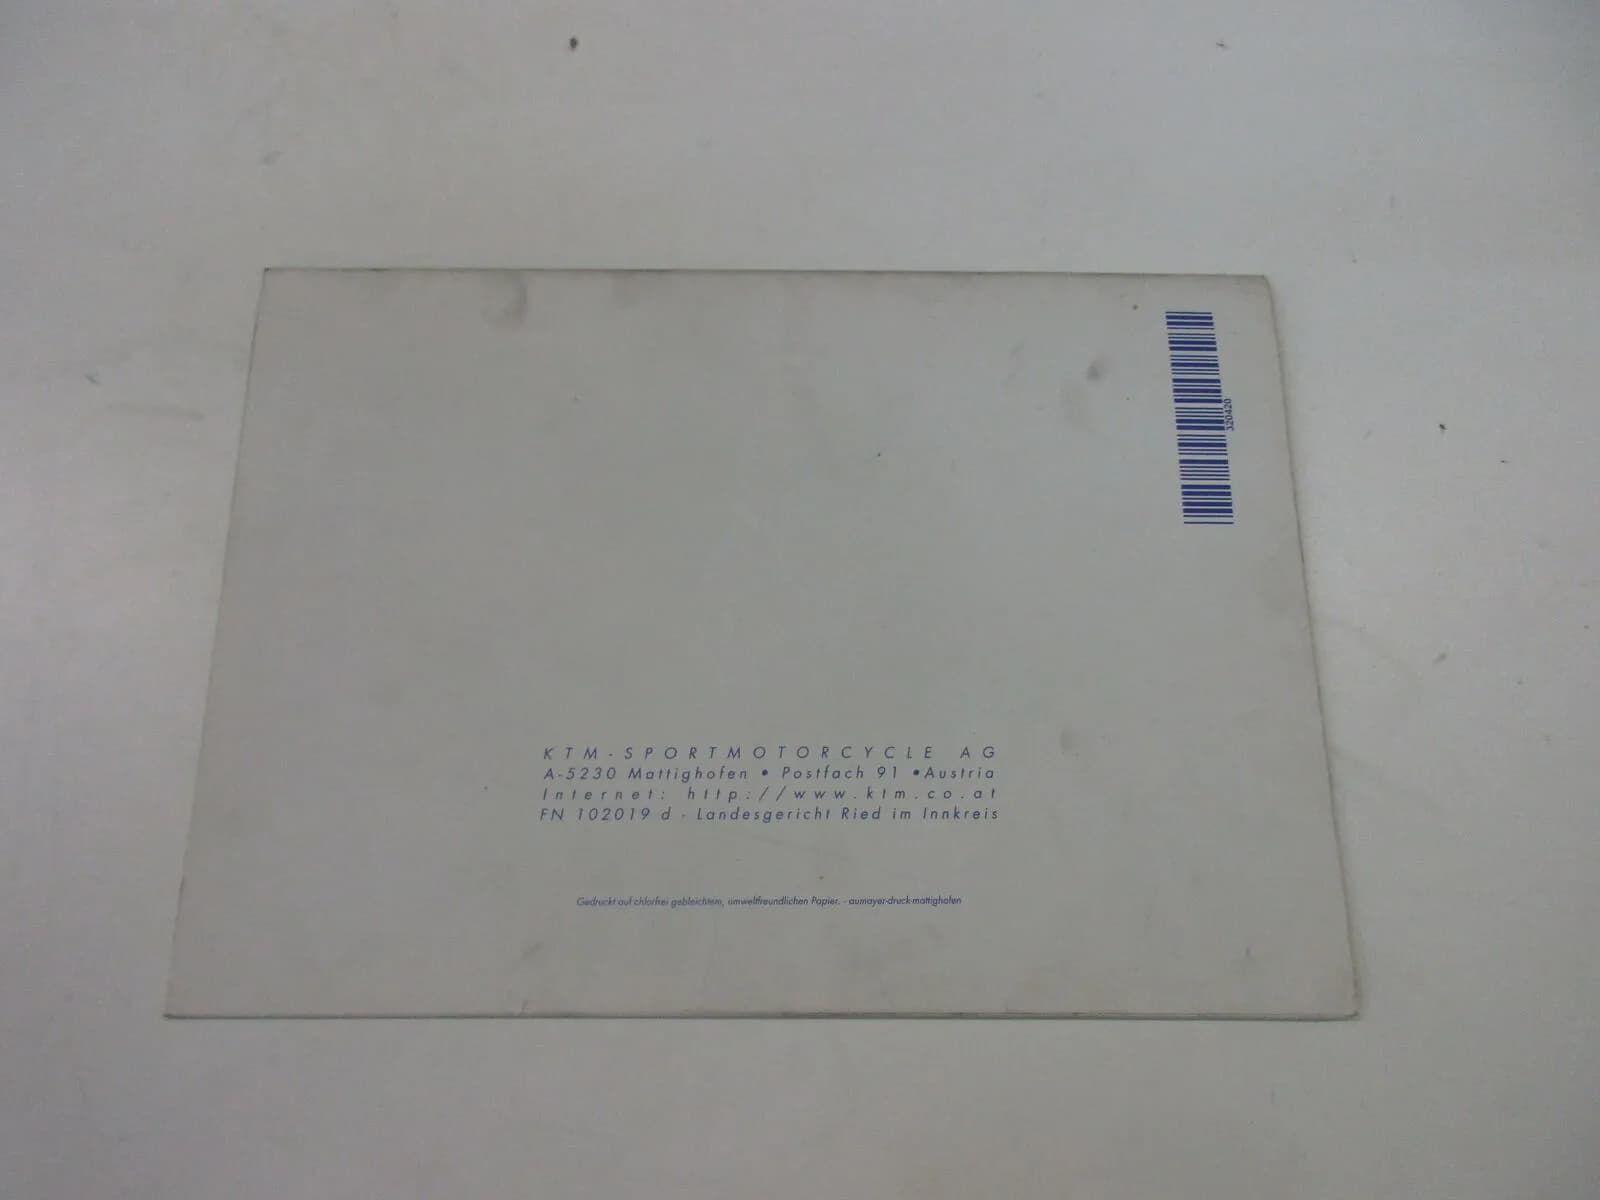 320420
KTM-SPORTMOTORCYCLE AG
A-5230 Mattighofen • Postfach 91 •Austria
Internet: http://www.ktm.co.at
FN 102019 d - Landesgericht Ried im Innkreis
Gedruckt auf chlorfrei gebleichtem, umweltfreundlichen Papier. - aumayer-druck-mattighofen